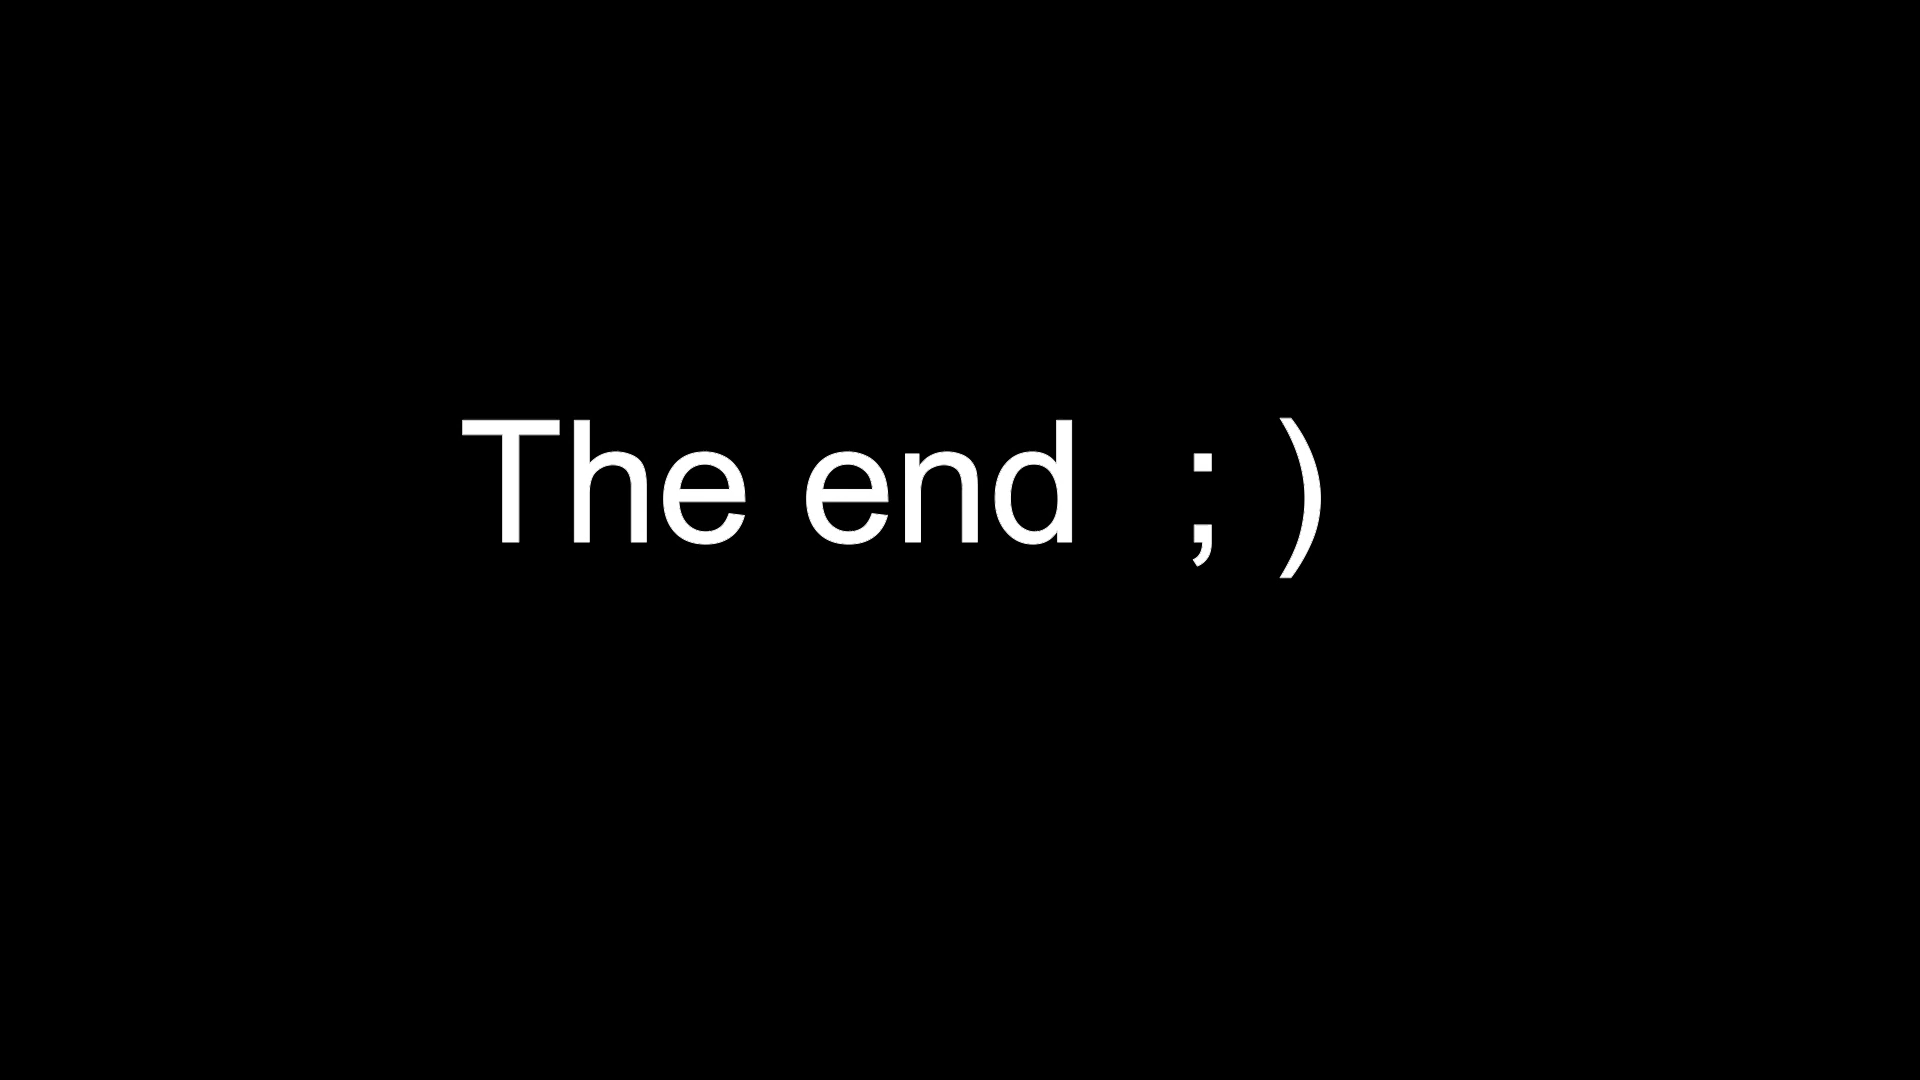 The end  ; )